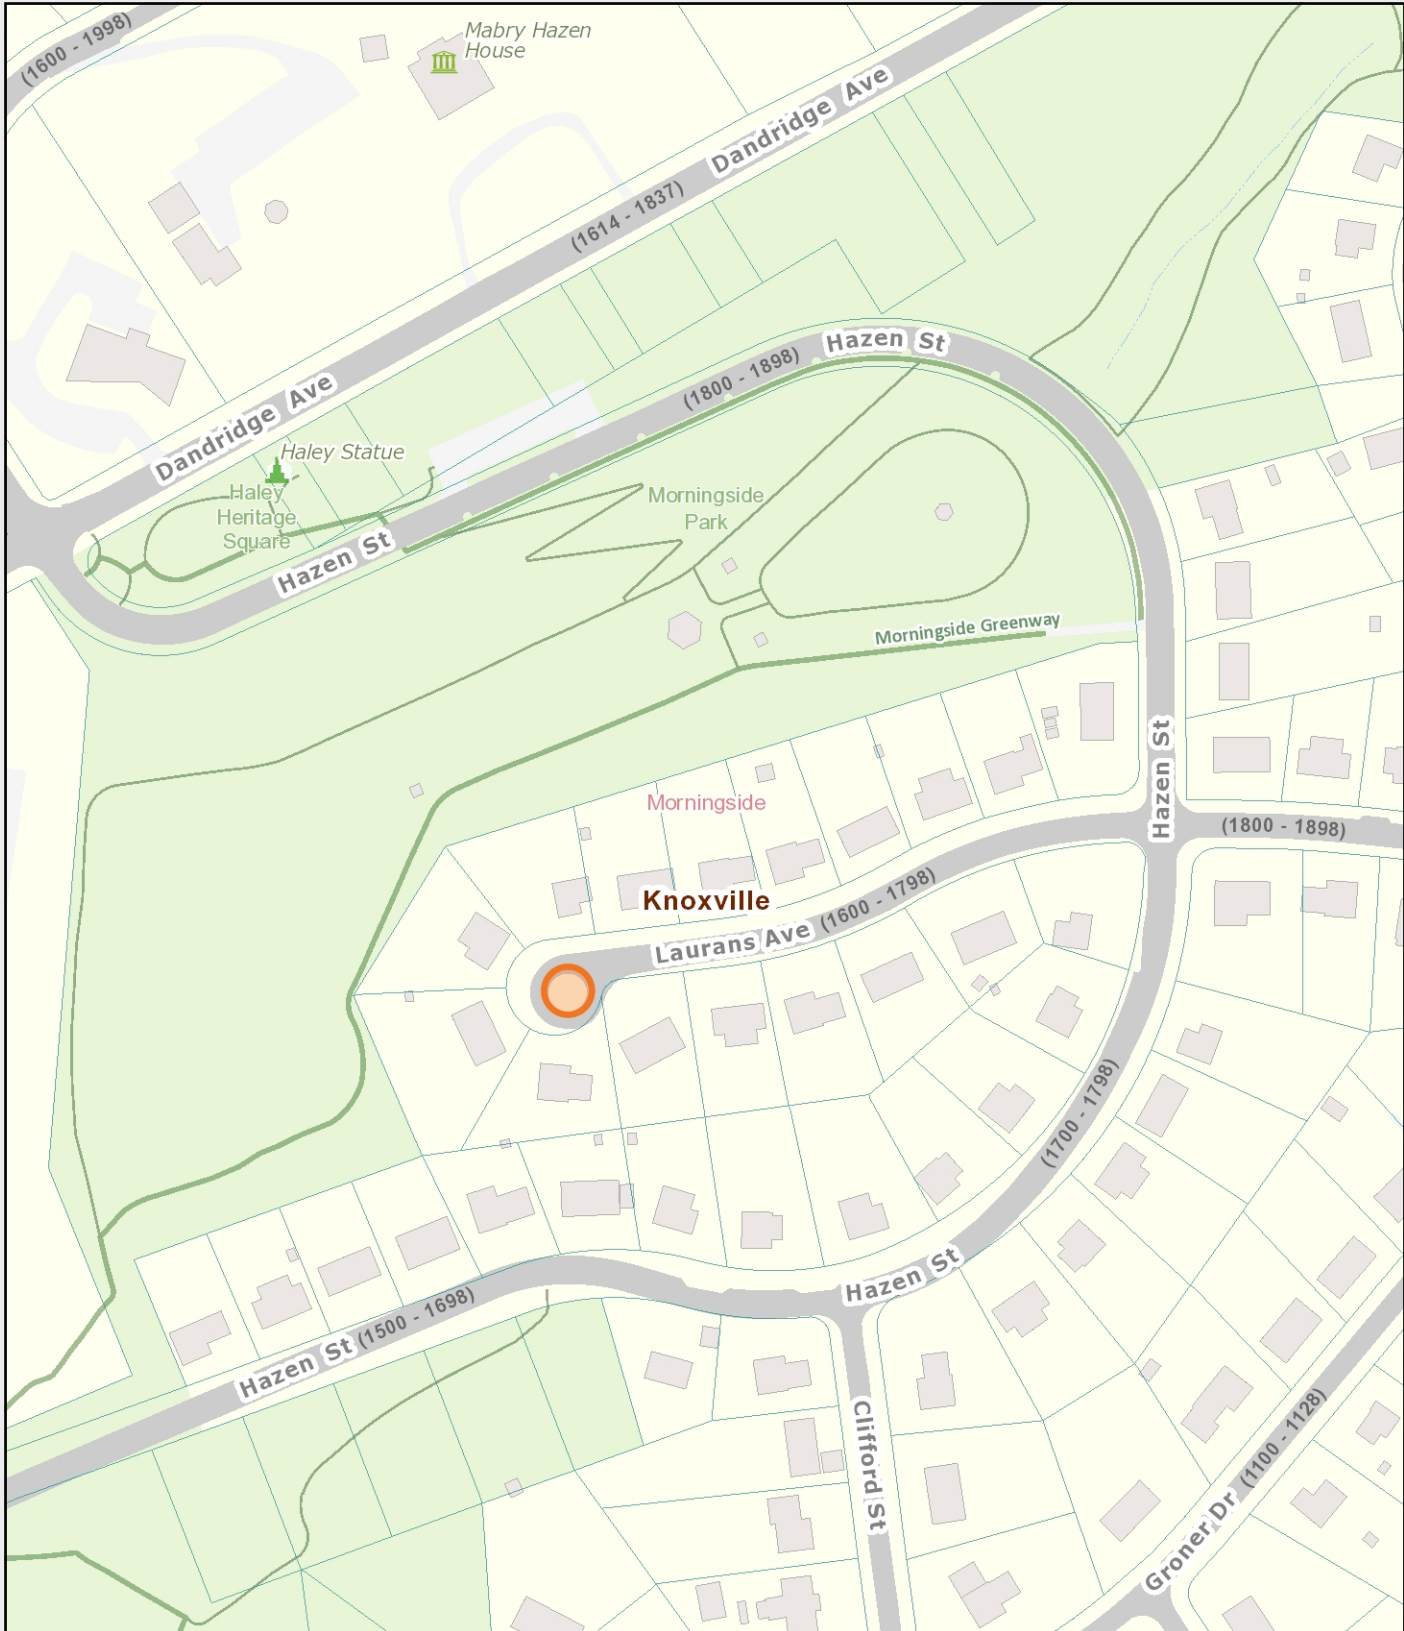 (1600 - 1998)
Mabry Hazen
House
Dandridge Ave
(1614 - 1837)
Hazen St
(1800 - 1898)
Dandridge Ave
Haley Statue
Haley
Heritage
Square
Morningside
Park
Hazen St
Morningside Greenway
Hazen St
Morningside
(1800 - 1898)
Knoxville
(1600 - 1798)
Laurans Ave
(1700 - 1798)
Hazen St
(1500 - 1698)
Hazen St
Clifford St
(1100 - 1128)
Groner Dr